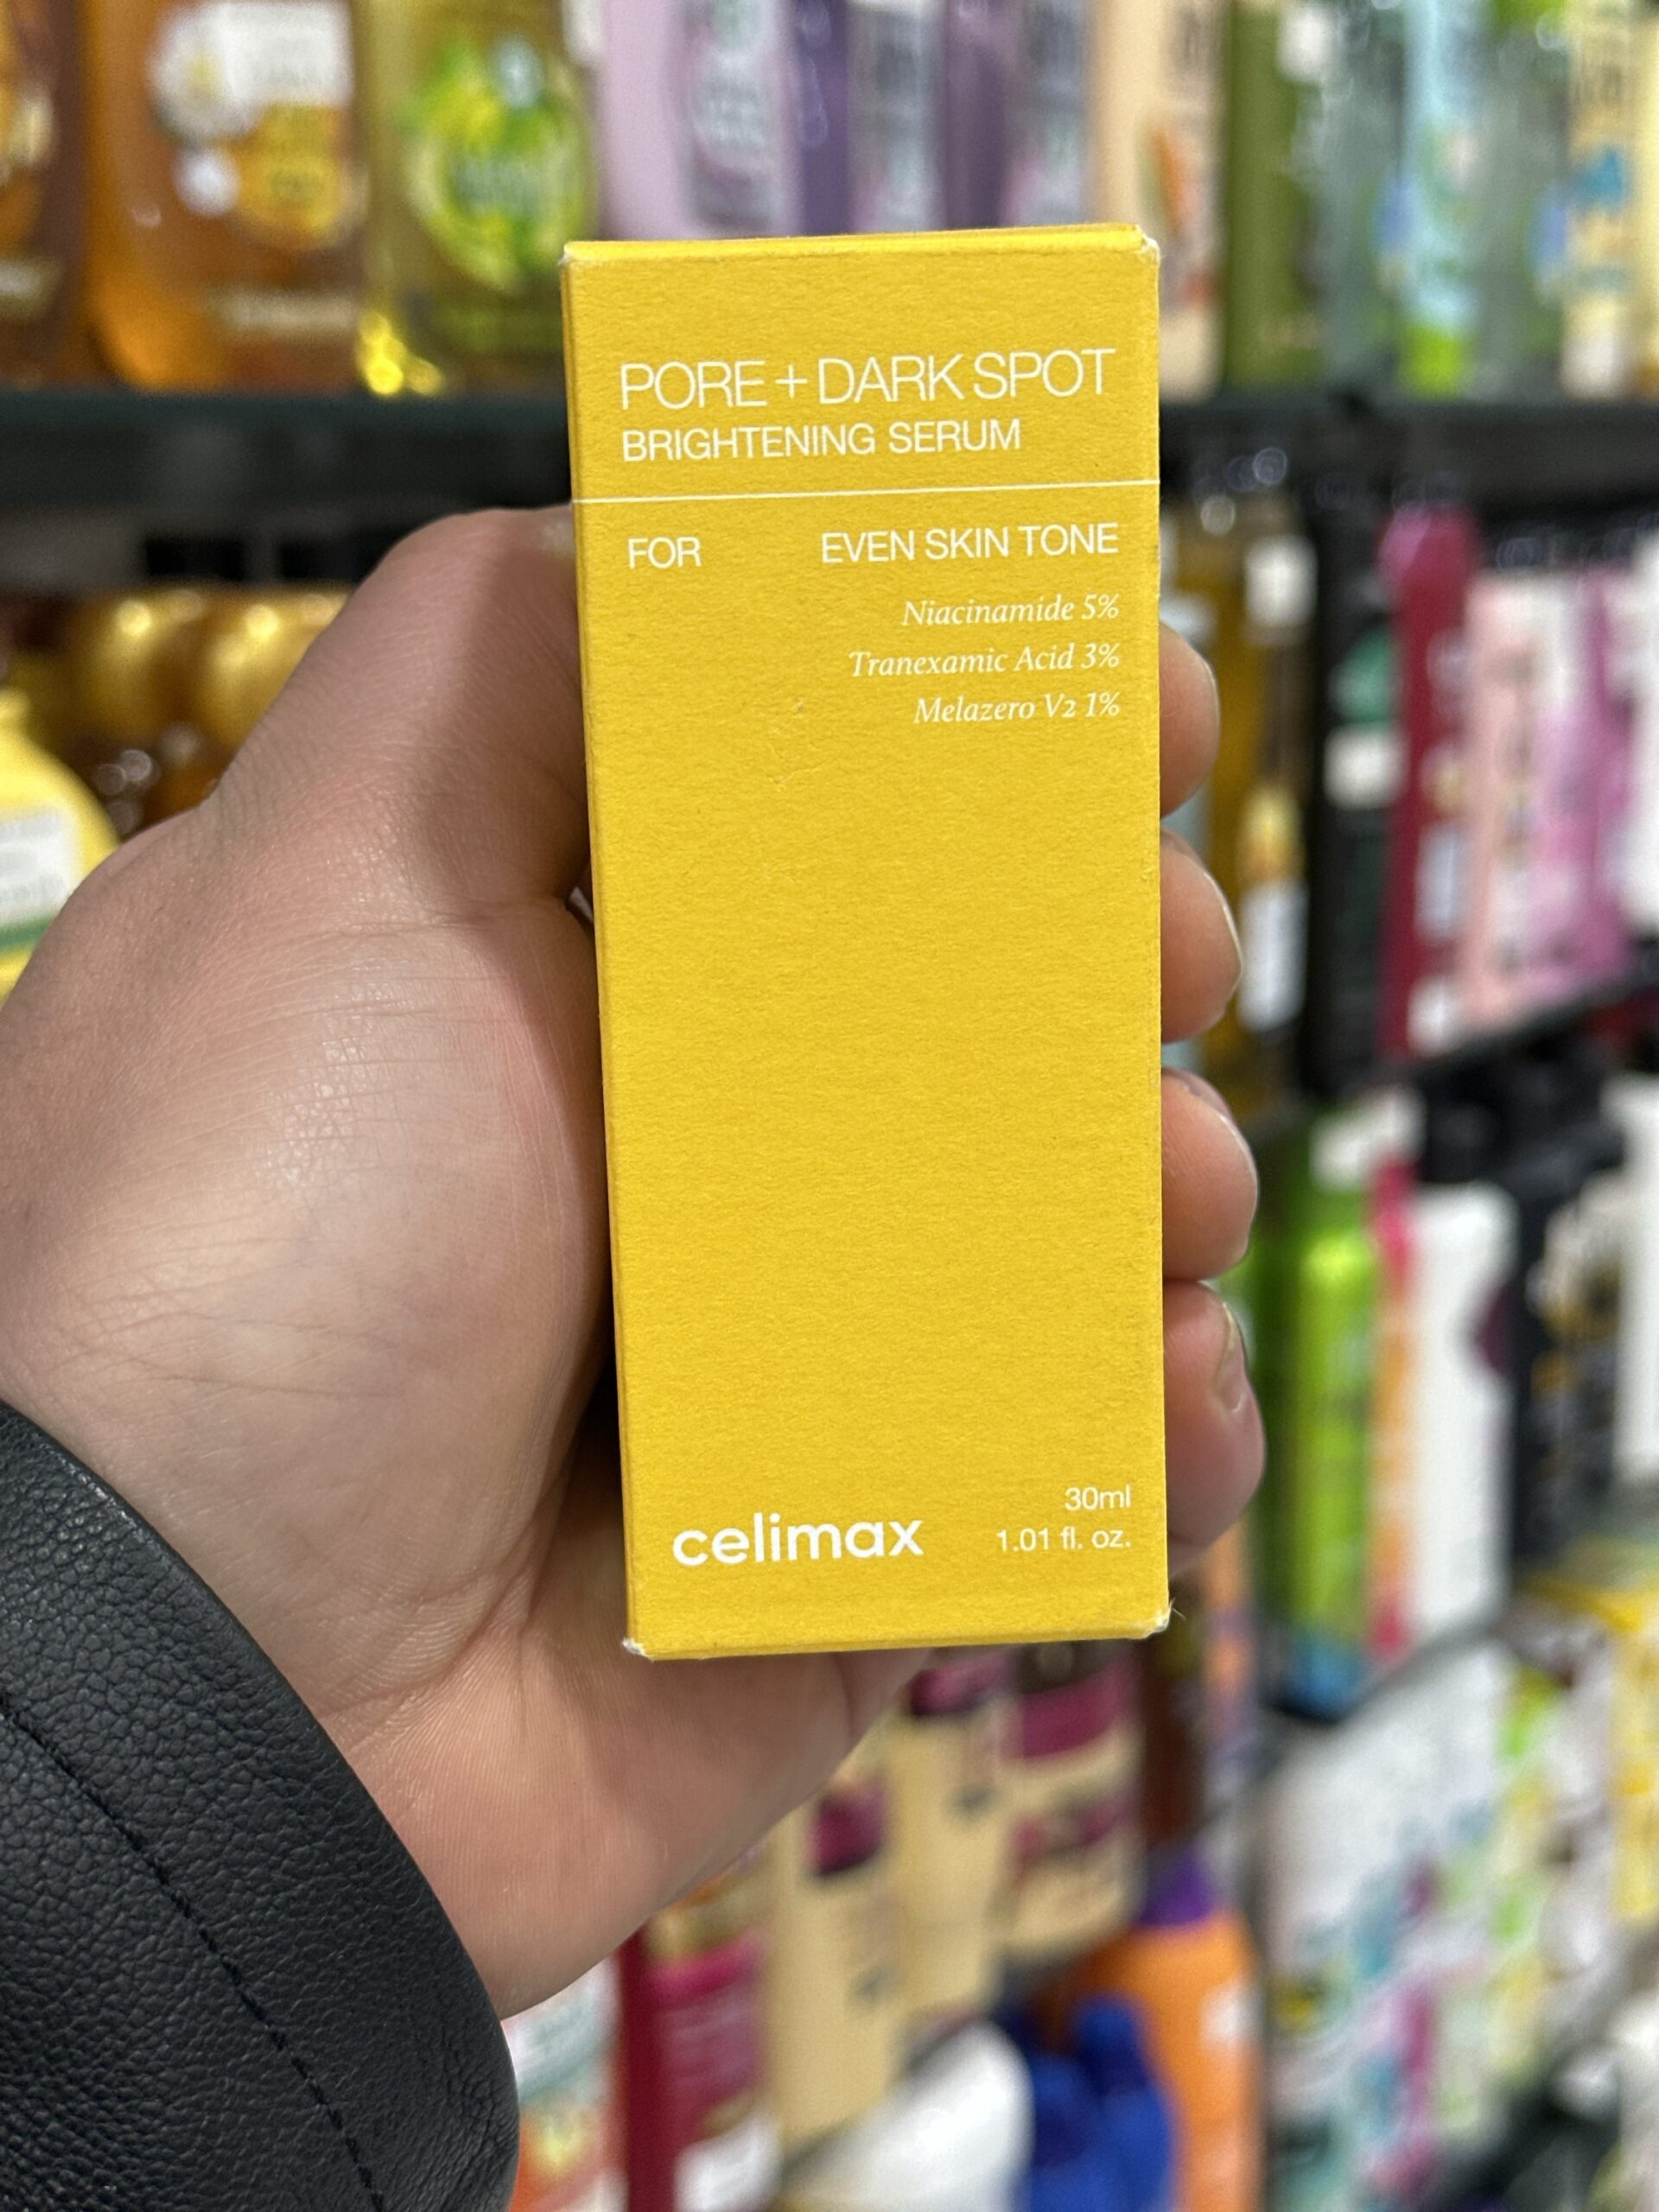 PORE + DARK SPOT
BRIGHTENING SERUM
FOR EVEN SKIN TONE
Niacinamide 5%
Tranexamic Acid 3%
Melazero V2 1%
30ml
celimax 1.01 fl. oz.